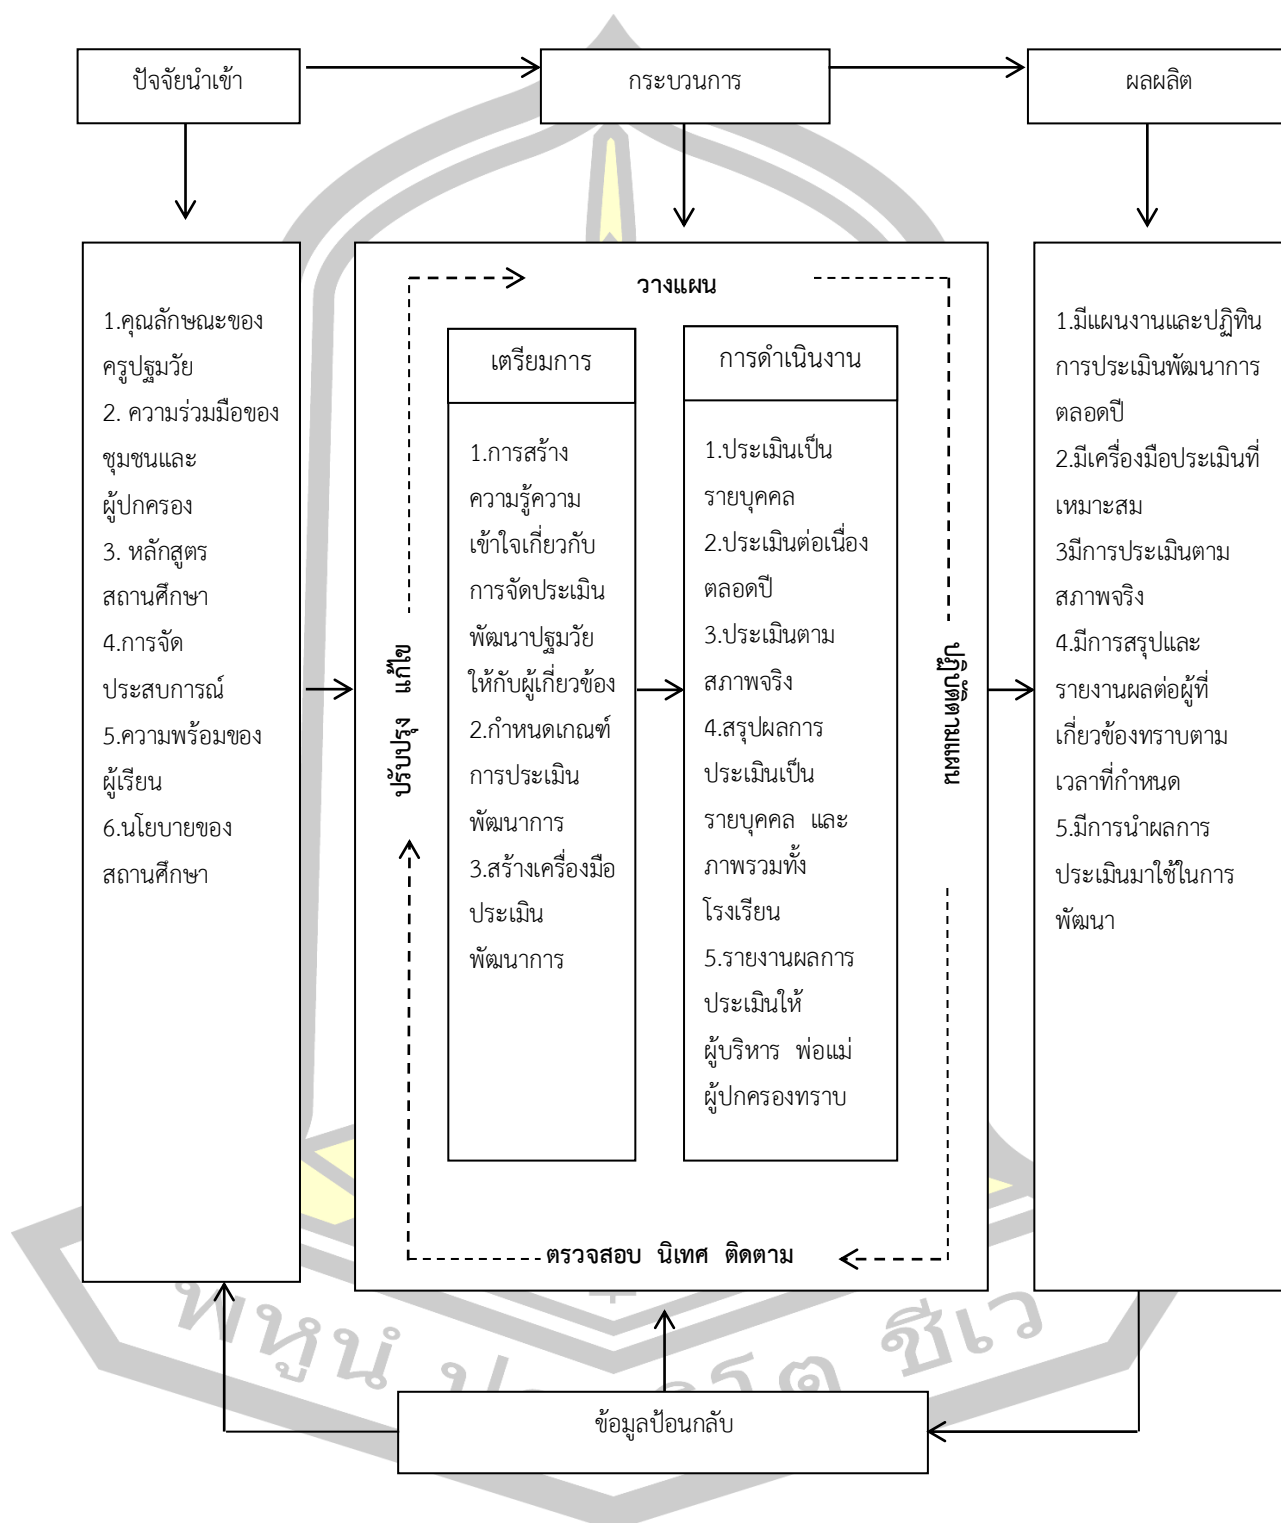 ปัจจัยนำเข้า
กระบวนการ
ผลผลิต
1.คุณลักษณะของ
ครูปฐมวัย
2. ความร่วมมือของ
ชุมชนและ
ผู้ปกครอง
3. หลักสูตร
สถานศึกษา
4.การจัด
ประสบการณ์
5.ความพร้อมของ
ผู้เรียน
6.นโยบายของ
สถานศึกษา
วางแผน
ปรับปรุง แก้ไข
เตรียมการ
1.การสร้าง
ความรู้ความ
เข้าใจเกี่ยวกับ
การจัดประเมิน
พัฒนาปฐมวัย
ให้กับผู้เกี่ยวข้อง
2.กำหนดเกณฑ์
การประเมิน
พัฒนาการ
3.สร้างเครื่องมือ
ประเมิน
พัฒนาการ
การดำเนินงาน
1.ประเมินเป็น
รายบุคคล
2.ประเมินต่อเนื่อง
ตลอดปี
3.ประเมินตาม
สภาพจริง
4.สรุปผลการ
ประเมินเป็น
รายบุคคล และ
ภาพรวมทั้ง
โรงเรียน
5.รายงานผลการ
ประเมินให้
ผู้บริหาร พ่อแม่
ผู้ปกครองทราบ
ปฏิบัติตามแผน
ตรวจสอบ นิเทศ ติดตาม
1.มีแผนงานและปฏิทิน
การประเมินพัฒนาการ
ตลอดปี
2.มีเครื่องมือประเมินที่
เหมาะสม
3มีการประเมินตาม
สภาพจริง
4.มีการสรุปและ
รายงานผลต่อผู้ที่
เกี่ยวข้องทราบตาม
เวลาที่กำหนด
5.มีการนำผลการ
ประเมินมาใช้ในการ
พัฒนา
พหูนํ ชีเว
ข้อมูลป้อนกลับ